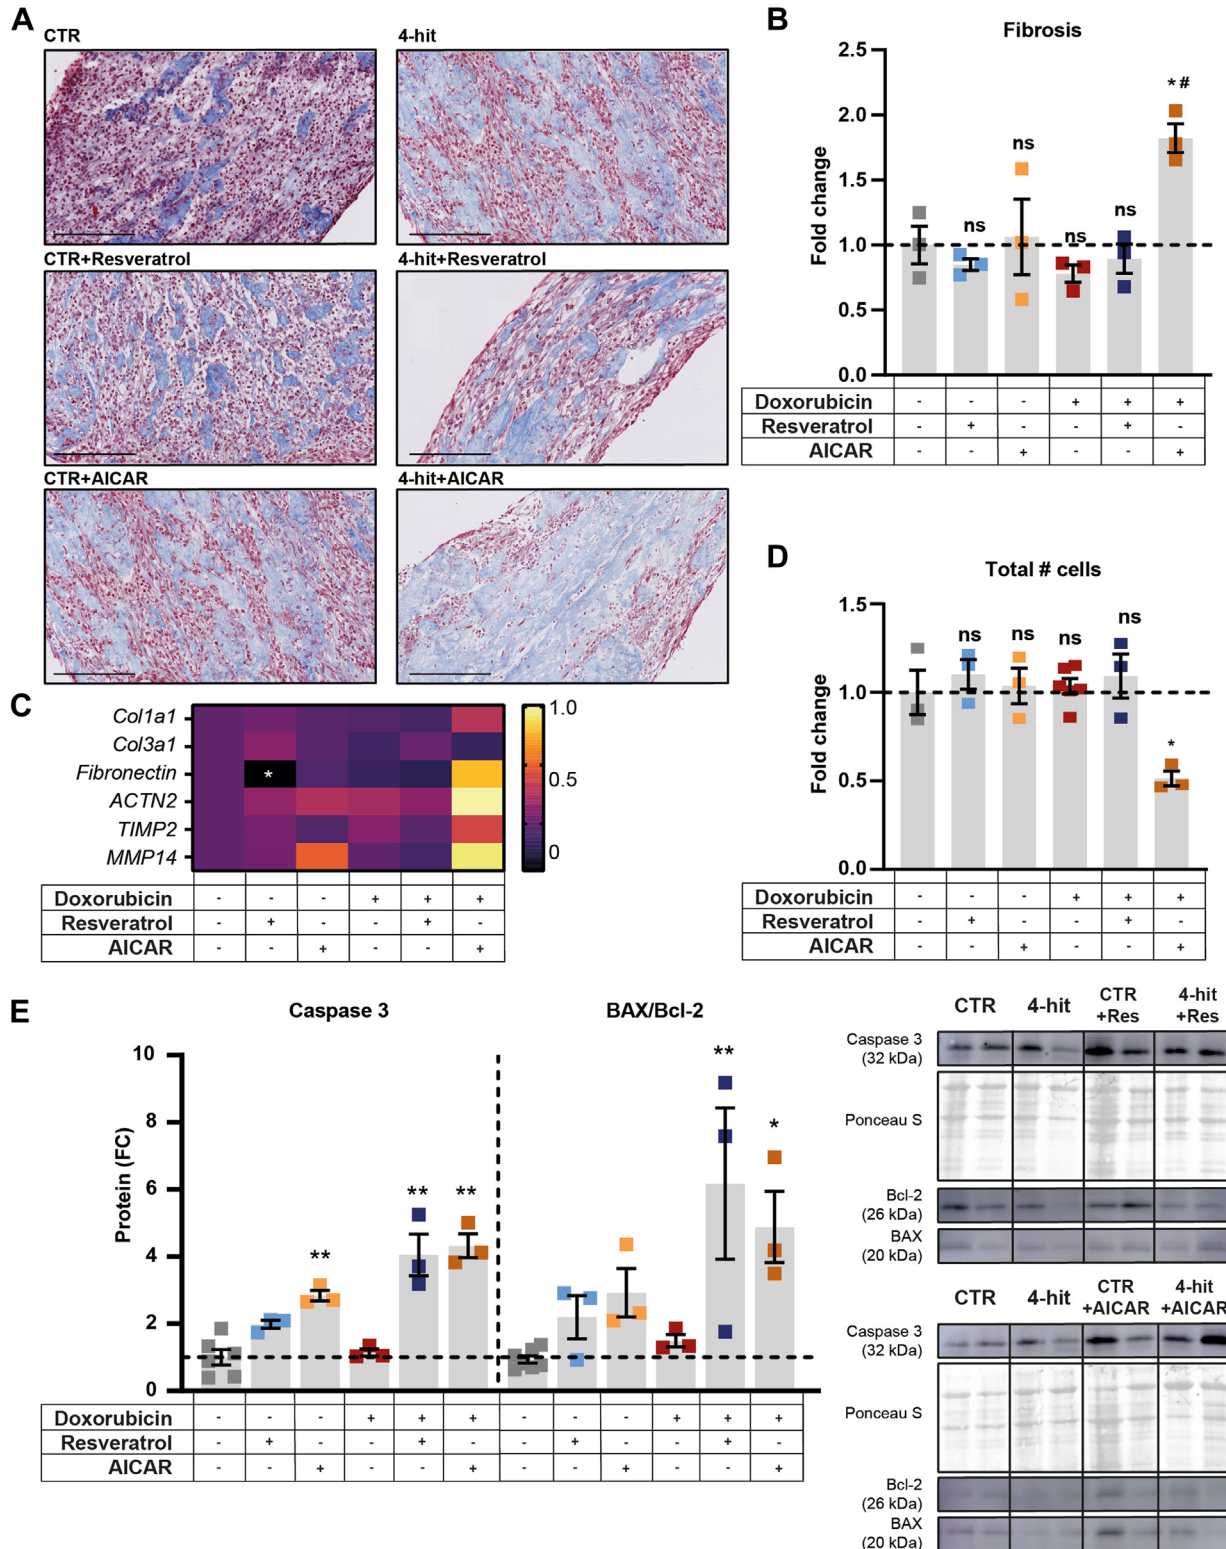 A
CTR
4-hit
CTR+Resveratrol
4-hit+Resveratrol
CTR+AICAR
4-hit+AICAR
B
Fibrosis
Fold change
2.5
2.0
1.5
1.0
0.5
0.0
ns
ns
ns
ns
*#
Doxorubicin - - - + + +
Resveratrol - + - - + -
AICAR - - + - - +
C
Col1a1
Col3a1
Fibronectin
ACTN2
TIMP2
MMP14
*
1.0
0.5
0
Doxorubicin - - - + + +
Resveratrol - + - - + -
AICAR - - + - - +
D
Total # cells
Fold change
1.5
1.0
0.5
0.0
ns
ns
ns
ns
*
Doxorubicin - - - + + +
Resveratrol - + - - + -
AICAR - - + - - +
E
Caspase 3
BAX/Bcl-2
Protein (FC)
10
8
6
4
2
0
**
**
**
**
*
Doxorubicin - - - + + + - - - + + +
Resveratrol - + - - + - - + - - + -
AICAR - - + - - + - - + - - +
CTR
4-hit
CTR
+Res
4-hit
+Res
Caspase 3
(32 kDa)
Ponceau S
Bcl-2
(26 kDa)
BAX
(20 kDa)
CTR
4-hit
CTR
+AICAR
4-hit
+AICAR
Caspase 3
(32 kDa)
Ponceau S
Bcl-2
(26 kDa)
BAX
(20 kDa)